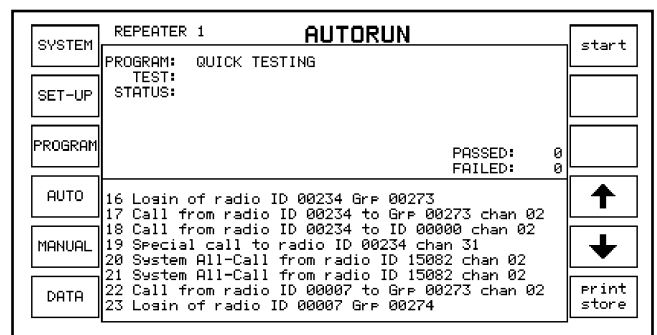 REPEATER 1 AUTORUN
SYSTEM
start
PROGRAM: QUICK TESTING
TEST:
STATUS:
SET-UP
PROGRAM
PASSED: 0
FAILED: 0
AUTO
16 Login of radio ID 00234 Grp 00273
17 Call from radio ID 00234 to Grp 00273 chan 02
18 Call from radio ID 00234 to ID 00000 chan 02
19 Special call to radio ID 00234 chan 31
20 System All-Call from radio ID 15082 chan 02
21 System All-Call from radio ID 15082 chan 02
22 Call from radio ID 00007 to Grp 00273 chan 02
23 Login of radio ID 00007 Grp 00274
MANUAL
DATA
print
store